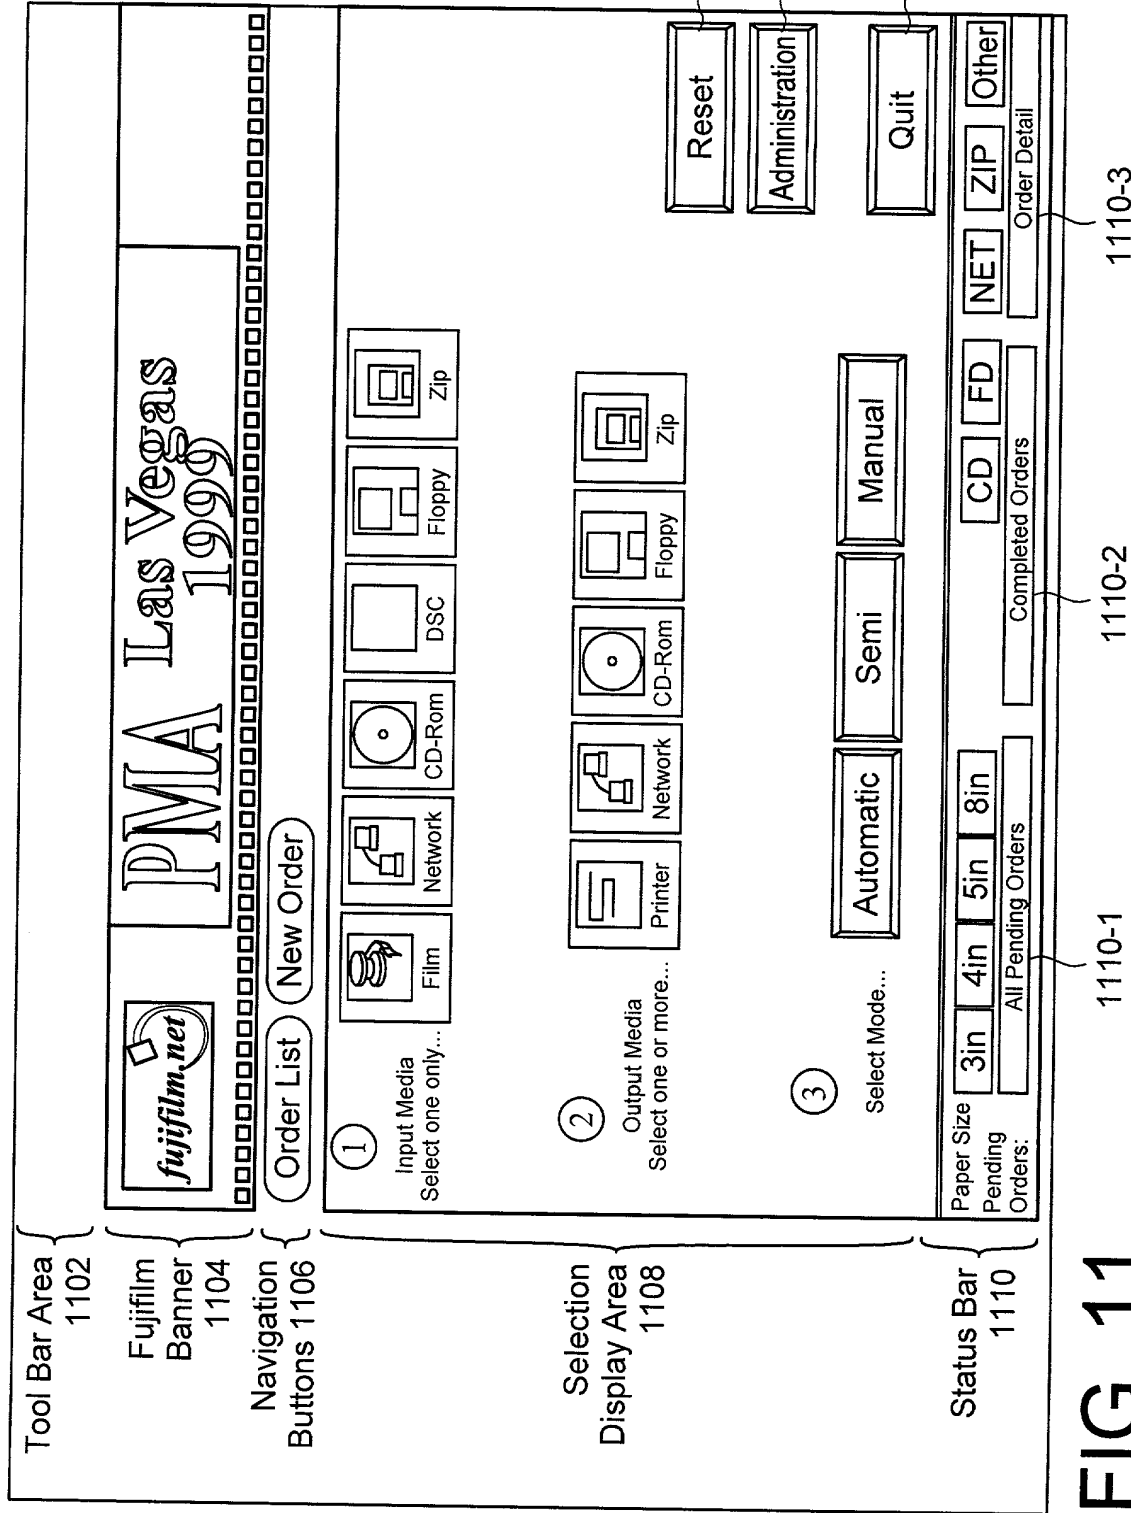 Tool Bar Area
1102
Fujifilm
Banner
1104
fujifilm.net
PMA Las Vegas
1999
Navigation
Buttons 1106
Order List
New Order
Selection
Display Area
1108
1
Input Media
Select one only...
Film
Network
CD-Rom
DSC
Floppy
Zip
2
Output Media
Select one or more...
Printer
Network
CD-Rom
Floppy
Zip
3
Select Mode...
Automatic
Semi
Manual
Reset
Administration
Quit
Status Bar
1110
Paper Size
Pending
Orders:
3in
4in
5in
8in
CD
FD
NET
ZIP
Other
All Pending Orders
Completed Orders
Order Detail
1110-1
1110-2
1110-3
FIG 11